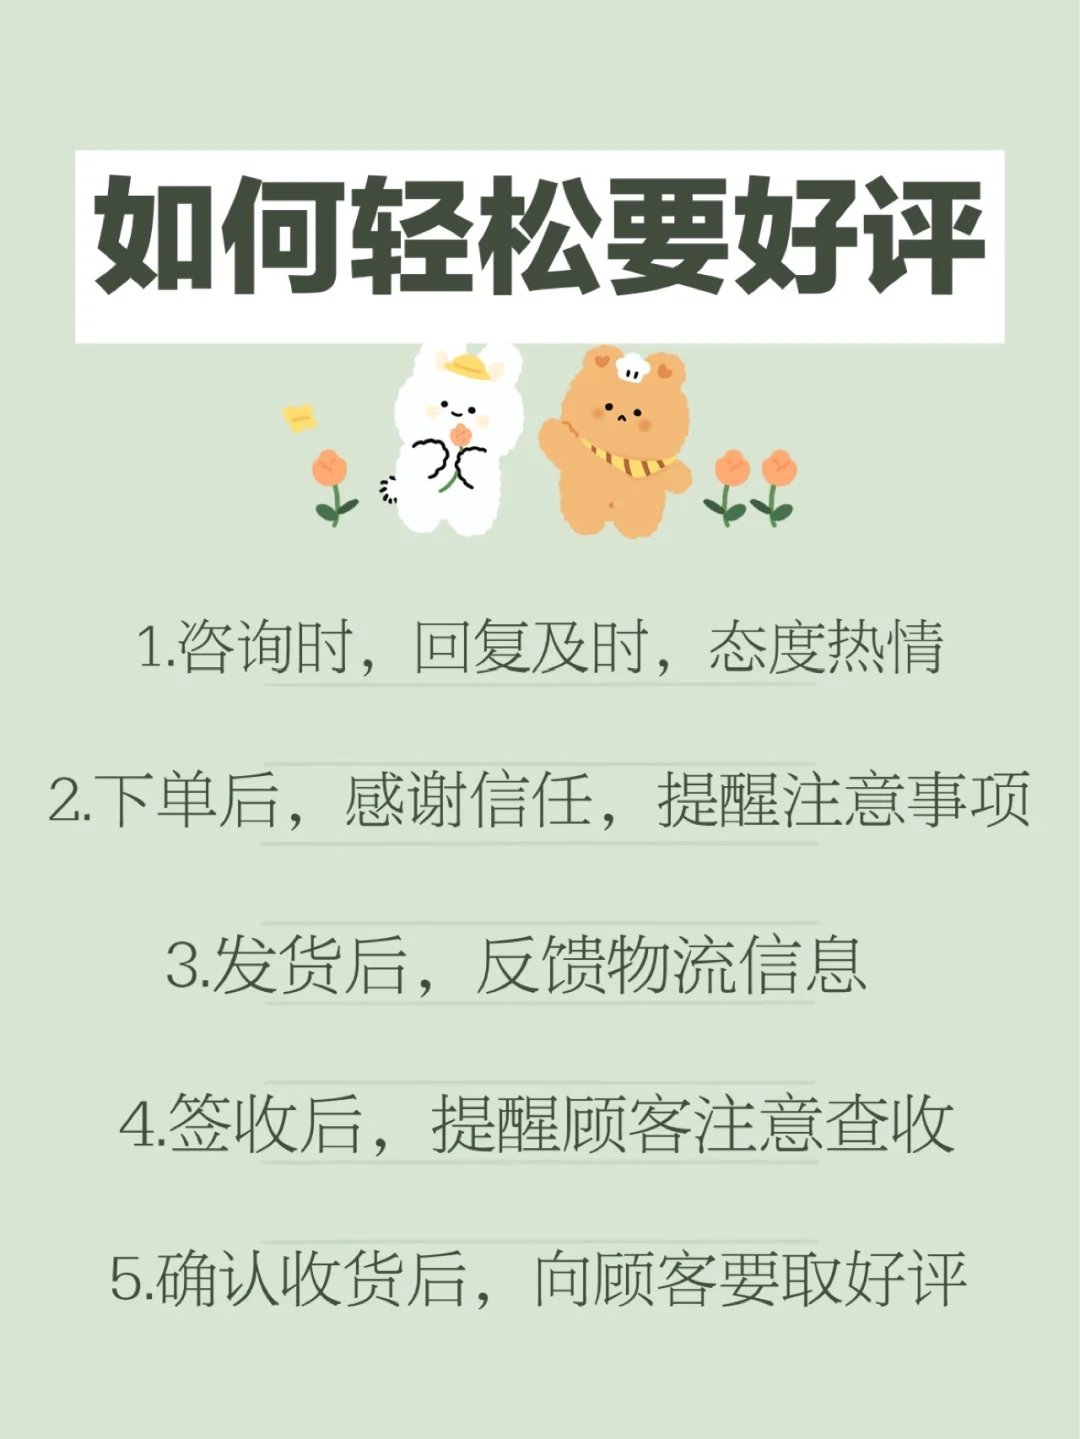 如何轻松要好评
1.咨询时，回复及时，态度热情
2.下单后，感谢信任，提醒注意事项
3.发货后，反馈物流信息
4.签收后，提醒顾客注意查收
5.确认收货后，向顾客要取好评